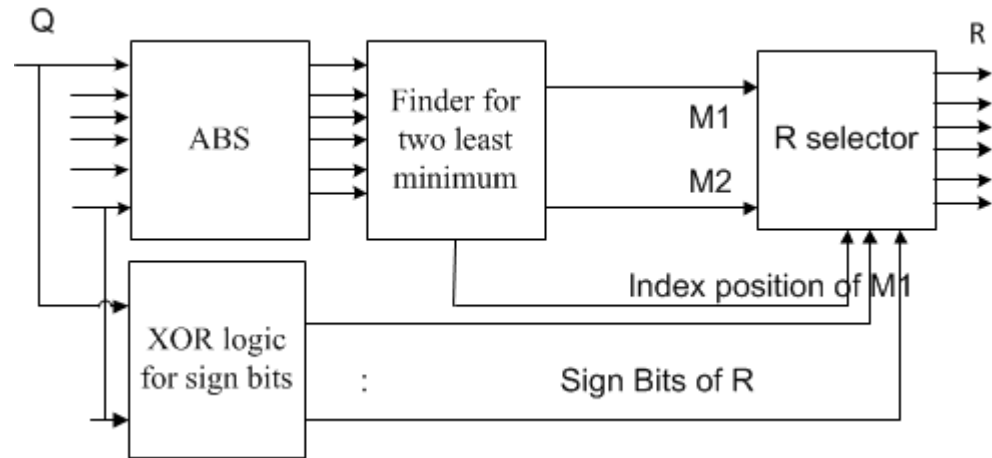 Q
R
ABS
Finder for
two least
minimum
M1
M2
R selector
Index position of M1
XOR logic
for sign bits
:
Sign Bits of R